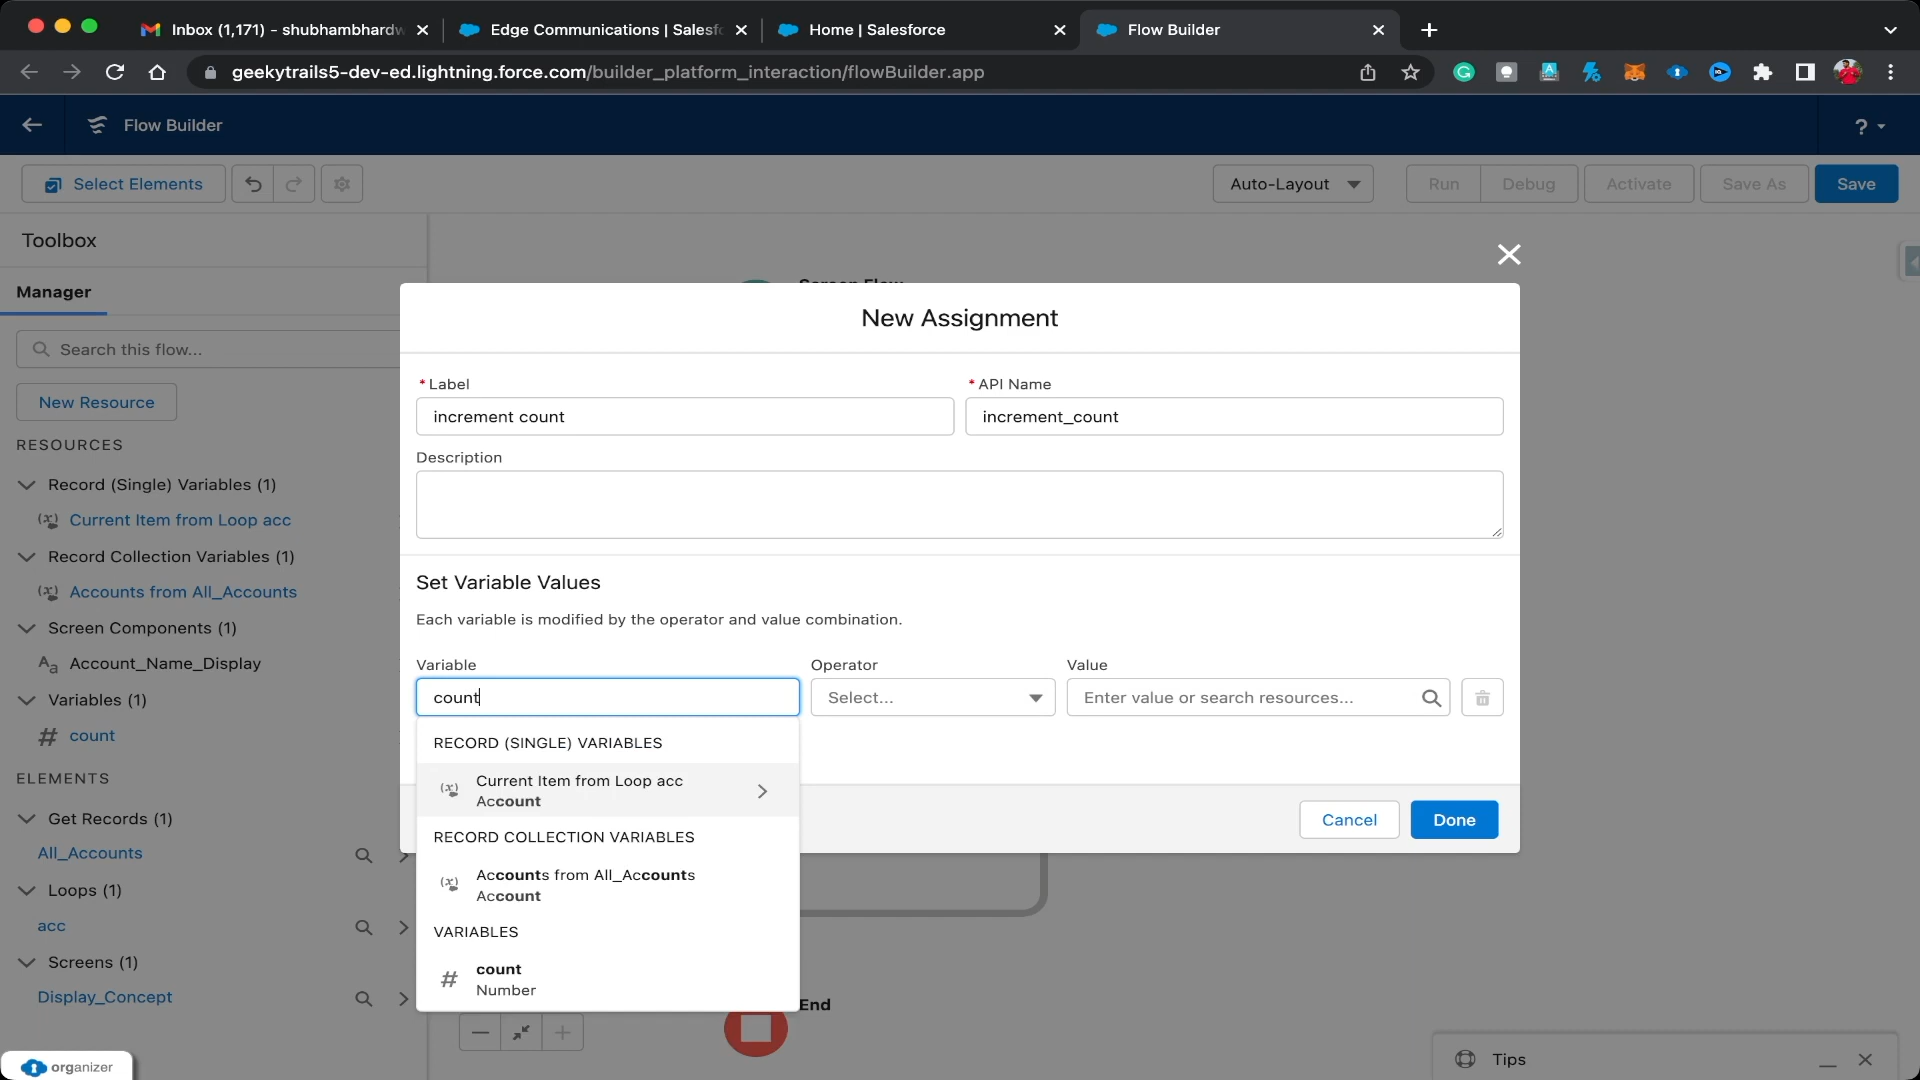 Inbox (1,171) - shubhambhardw
Edge Communications | Salesfo
Home | Salesforce
Flow Builder
geekytrails5-dev-ed.lightning.force.com/builder_platform_interaction/flowBuilder.app
Flow Builder
?
Select Elements
Auto-Layout
Run
Debug
Activate
Save As
Save
Toolbox
Manager
Search this flow...
New Resource
RESOURCES
Record (Single) Variables (1)
Current Item from Loop acc
Record Collection Variables (1)
Accounts from All_Accounts
Screen Components (1)
Account_Name_Display
Variables (1)
count
ELEMENTS
Get Records (1)
All_Accounts
Loops (1)
acc
Screens (1)
Display_Concept
organizer
Screen Flow
New Assignment
* Label
increment count
* API Name
increment_count
Description
Set Variable Values
Each variable is modified by the operator and value combination.
Variable
count
Operator
Select...
Value
Enter value or search resources...
RECORD (SINGLE) VARIABLES
Current Item from Loop acc
Account
RECORD COLLECTION VARIABLES
Accounts from All_Accounts
Account
VARIABLES
count
Number
Cancel
Done
End
Tips